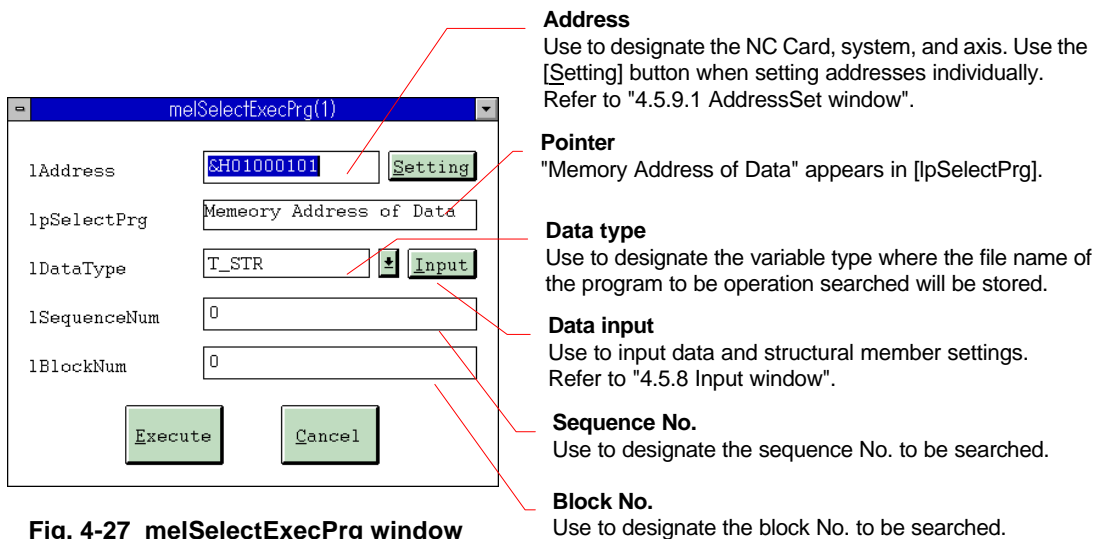 melSelectExecPrg(1)
lAddress
&H01000101
Setting
lpSelectPrg
Memeory Address of Data
lDataType
T_STR
Input
lSequenceNum
0
lBlockNum
0
Execute
Cancel
Fig. 4-27 melSelectExecPrg window
Address
Use to designate the NC Card, system, and axis. Use the
[Setting] button when setting addresses individually.
Refer to "4.5.9.1 AddressSet window".
Pointer
"Memory Address of Data" appears in [lpSelectPrg].
Data type
Use to designate the variable type where the file name of
the program to be operation searched will be stored.
Data input
Use to input data and structural member settings.
Refer to "4.5.8 Input window".
Sequence No.
Use to designate the sequence No. to be searched.
Block No.
Use to designate the block No. to be searched.